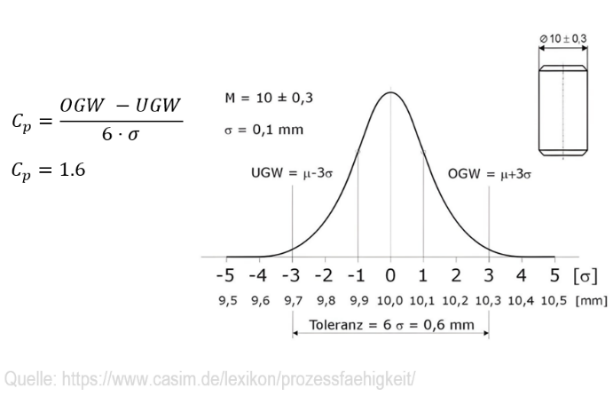 ⌀ 10 ± 0,3
C_p = (OGW − UGW) / (6 · σ)
C_p = 1.6
M = 10 ± 0,3
σ = 0,1 mm
UGW = μ-3σ
OGW = μ+3σ
-5 -4 -3 -2 -1 0 1 2 3 4 5 [σ]
9,5 9,6 9,7 9,8 9,9 10,0 10,1 10,2 10,3 10,4 10,5 [mm]
Toleranz = 6 σ = 0,6 mm
Quelle: https://www.casim.de/lexikon/prozessfaehigkeit/